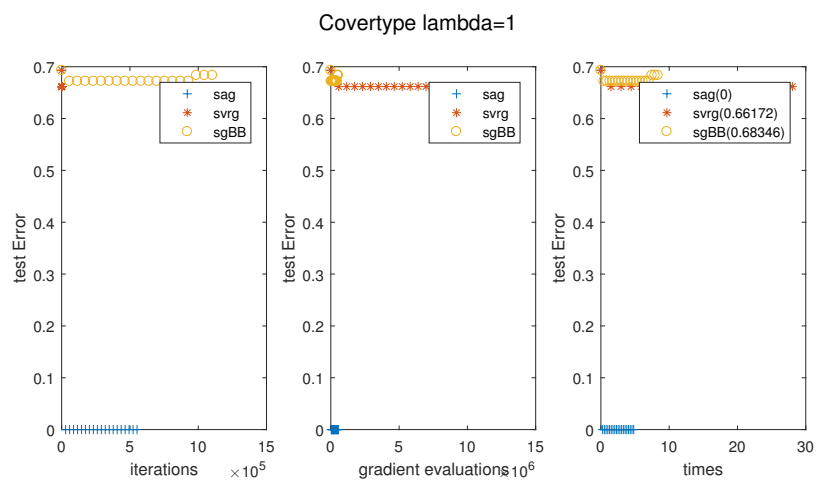 Covertype lambda=1
0.7
0.6
0.5
0.4
0.3
0.2
0.1
0
test Error
0
5
10
15
iterations
×10^5
sag
svrg
sgBB
0.7
0.6
0.5
0.4
0.3
0.2
0.1
0
test Error
0
5
10
15
gradient evaluations
×10^6
sag
svrg
sgBB
0.7
0.6
0.5
0.4
0.3
0.2
0.1
0
test Error
0
10
20
30
times
sag(0)
svrg(0.66172)
sgBB(0.68346)